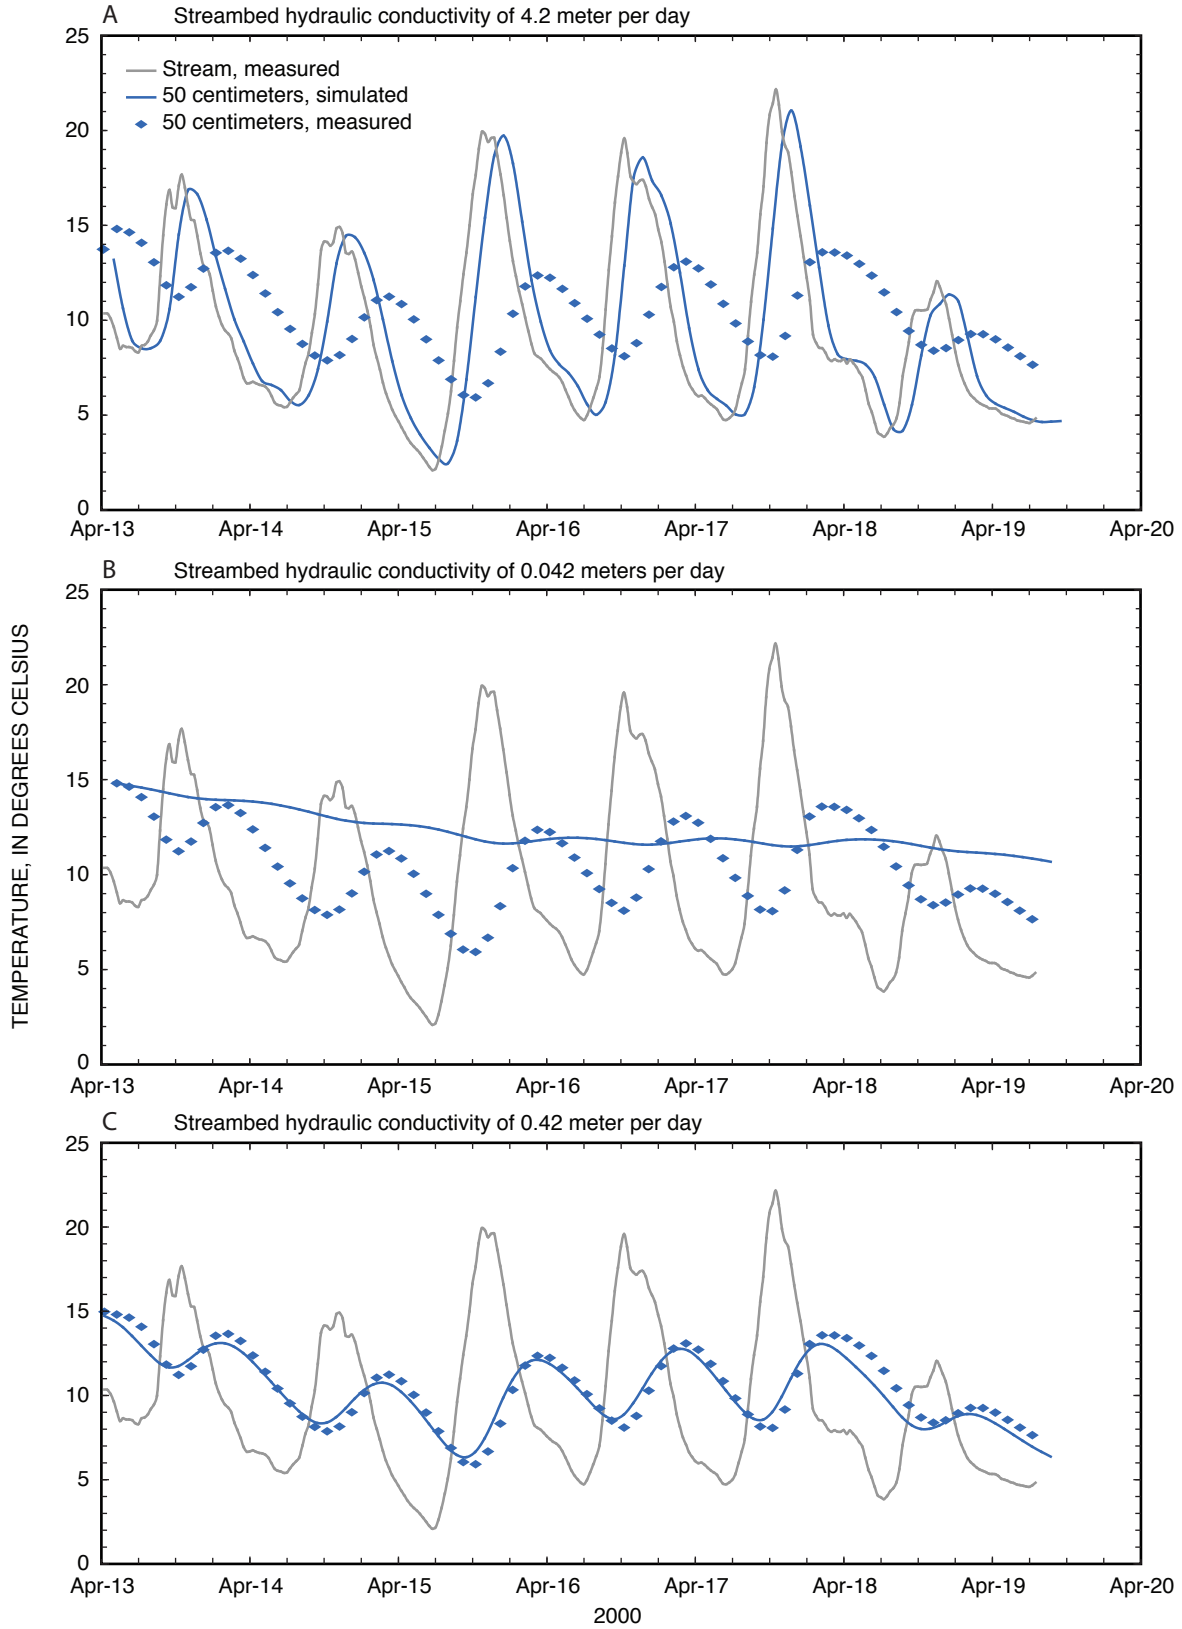 A Streambed hydraulic conductivity of 4.2 meter per day
25
Stream, measured
50 centimeters, simulated
50 centimeters, measured
20
15
10
5
0
Apr-13 Apr-14 Apr-15 Apr-16 Apr-17 Apr-18 Apr-19 Apr-20
B Streambed hydraulic conductivity of 0.042 meters per day
25
20
15
10
5
0
Apr-13 Apr-14 Apr-15 Apr-16 Apr-17 Apr-18 Apr-19 Apr-20
TEMPERATURE, IN DEGREES CELSIUS
C Streambed hydraulic conductivity of 0.42 meter per day
25
20
15
10
5
0
Apr-13 Apr-14 Apr-15 Apr-16 Apr-17 Apr-18 Apr-19 Apr-20
2000